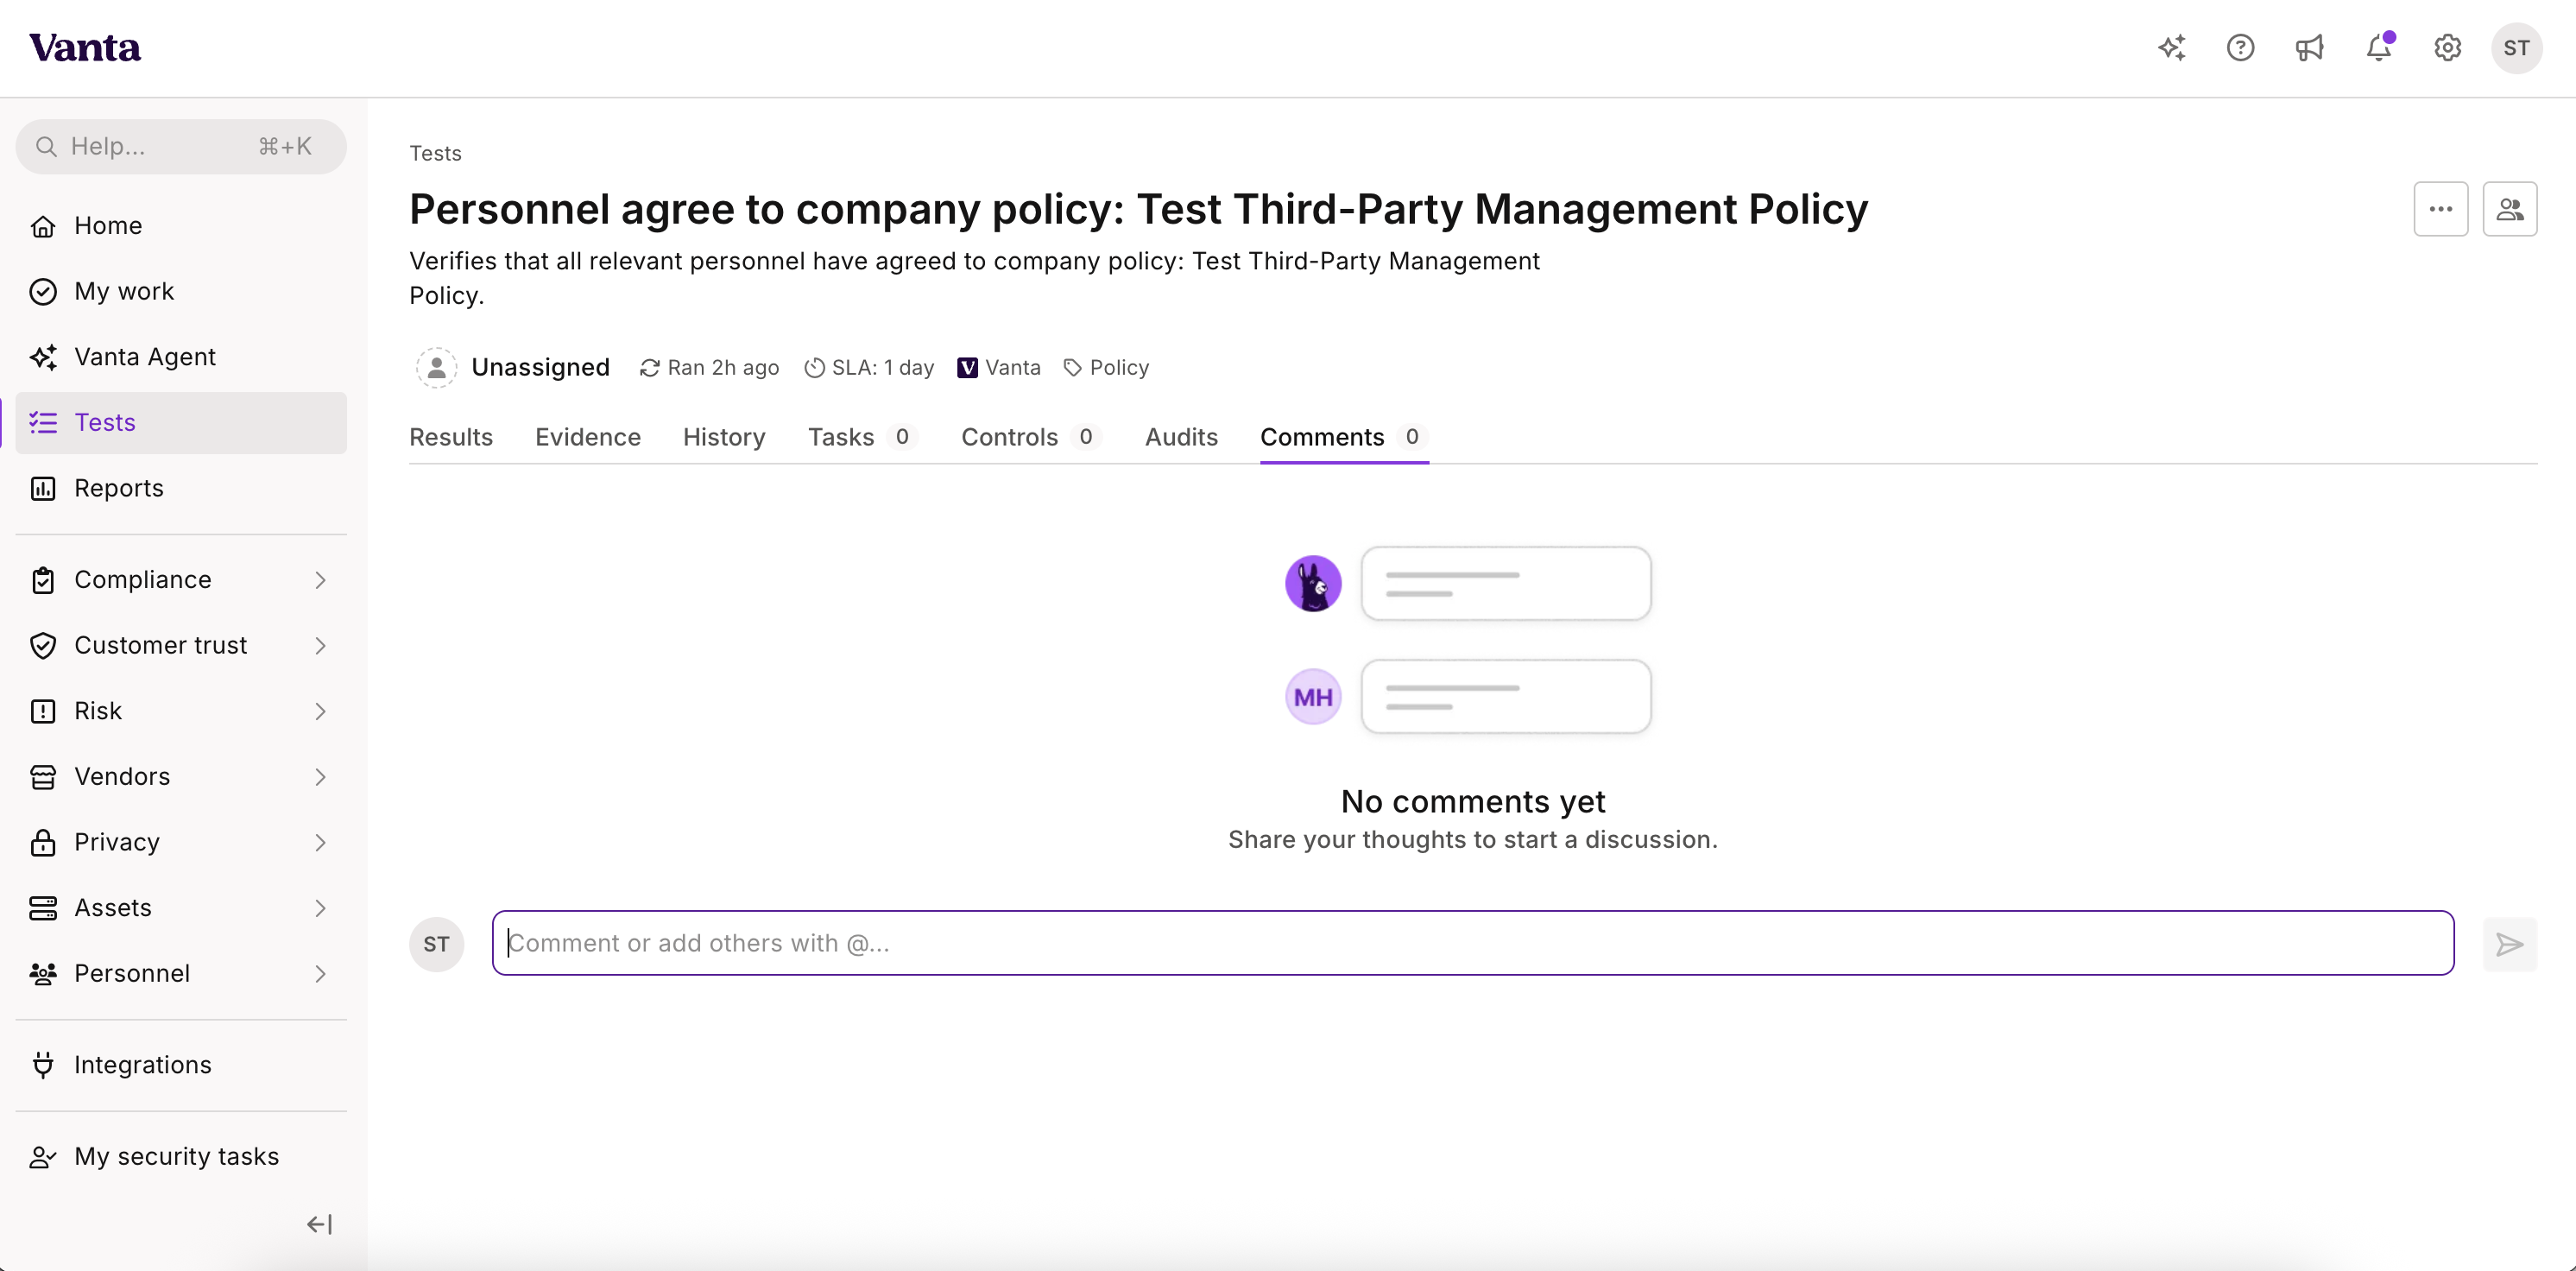 Vanta
ST
Help... ⌘+K
Home
My work
Vanta Agent
Tests
Reports
Compliance
Customer trust
Risk
Vendors
Privacy
Assets
Personnel
Integrations
My security tasks
Tests
Personnel agree to company policy: Test Third-Party Management Policy
Verifies that all relevant personnel have agreed to company policy: Test Third-Party Management
Policy.
Unassigned Ran 2h ago SLA: 1 day V Vanta Policy
Results Evidence History Tasks 0 Controls 0 Audits Comments 0
MH
No comments yet
Share your thoughts to start a discussion.
ST Comment or add others with @...